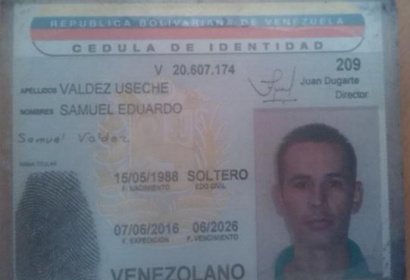 REPUBLICA BOLIVARIANA DE VENEZUELA
CEDULA DE IDENTIDAD
V 20.607.174
209
APELLIDOS VALDEZ USECHE
Juan Dugarte
Director
NOMBRES SAMUEL EDUARDO
Samuel Valdez
FIRMA TITULAR
15/05/1988 SOLTERO
F. NACIMIENTO EDO CIVIL
07/06/2016 06/2026
F. EXPEDICION F. VENCIMIENTO
VENEZOLANO